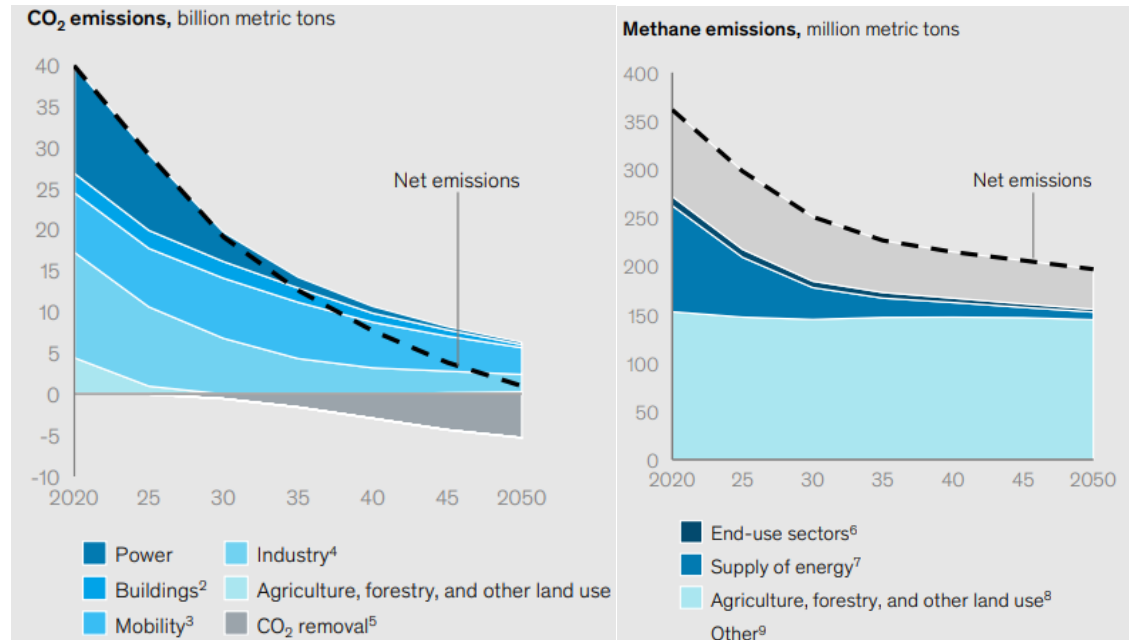 CO₂ emissions, billion metric tons
40
35
30
25
20
15
10
5
0
-5
-10
Net emissions
2020 25 30 35 40 45 2050
Power
Buildings²
Mobility³
Industry⁴
Agriculture, forestry, and other land use
CO₂ removal⁵
Methane emissions, million metric tons
400
350
300
250
200
150
100
50
0
Net emissions
2020 25 30 35 40 45 2050
End-use sectors⁶
Supply of energy⁷
Agriculture, forestry, and other land use⁸
Other⁹